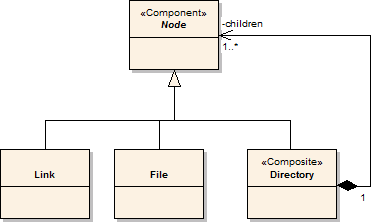 «Component»
Node
-children
1..*
Link
File
«Composite»
Directory
1